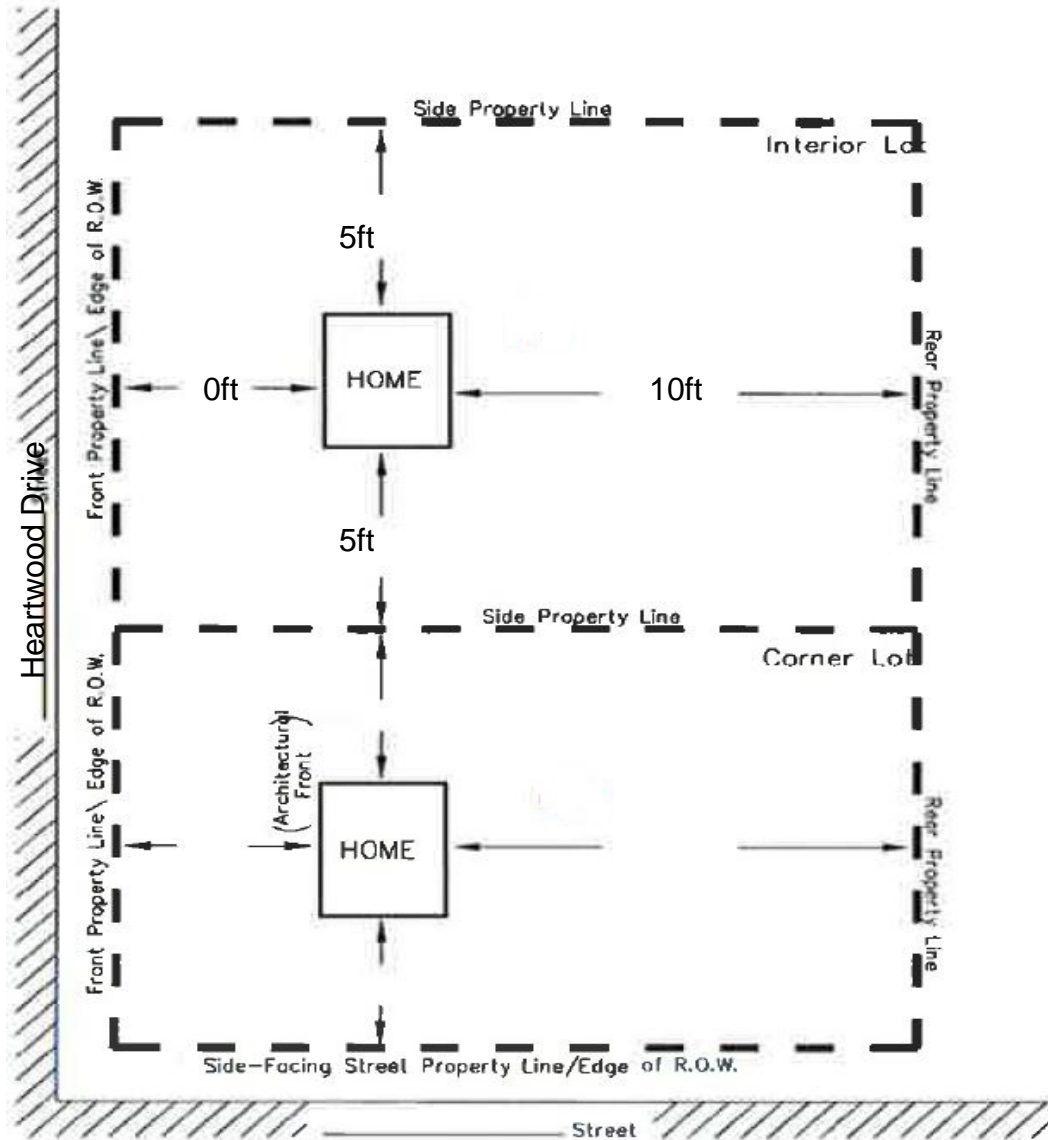 Side Property Line
Interior Lot
Front Property Line\ Edge of R.O.W.
5ft
HOME
0ft
10ft
Rear Property Line
Heartwood Drive
5ft
Side Property Line
Corner Lot
Front Property Line\ Edge of R.O.W.
(Architectural
Front)
HOME
Rear Property Line
Side-Facing Street Property Line/Edge of R.O.W.
Street